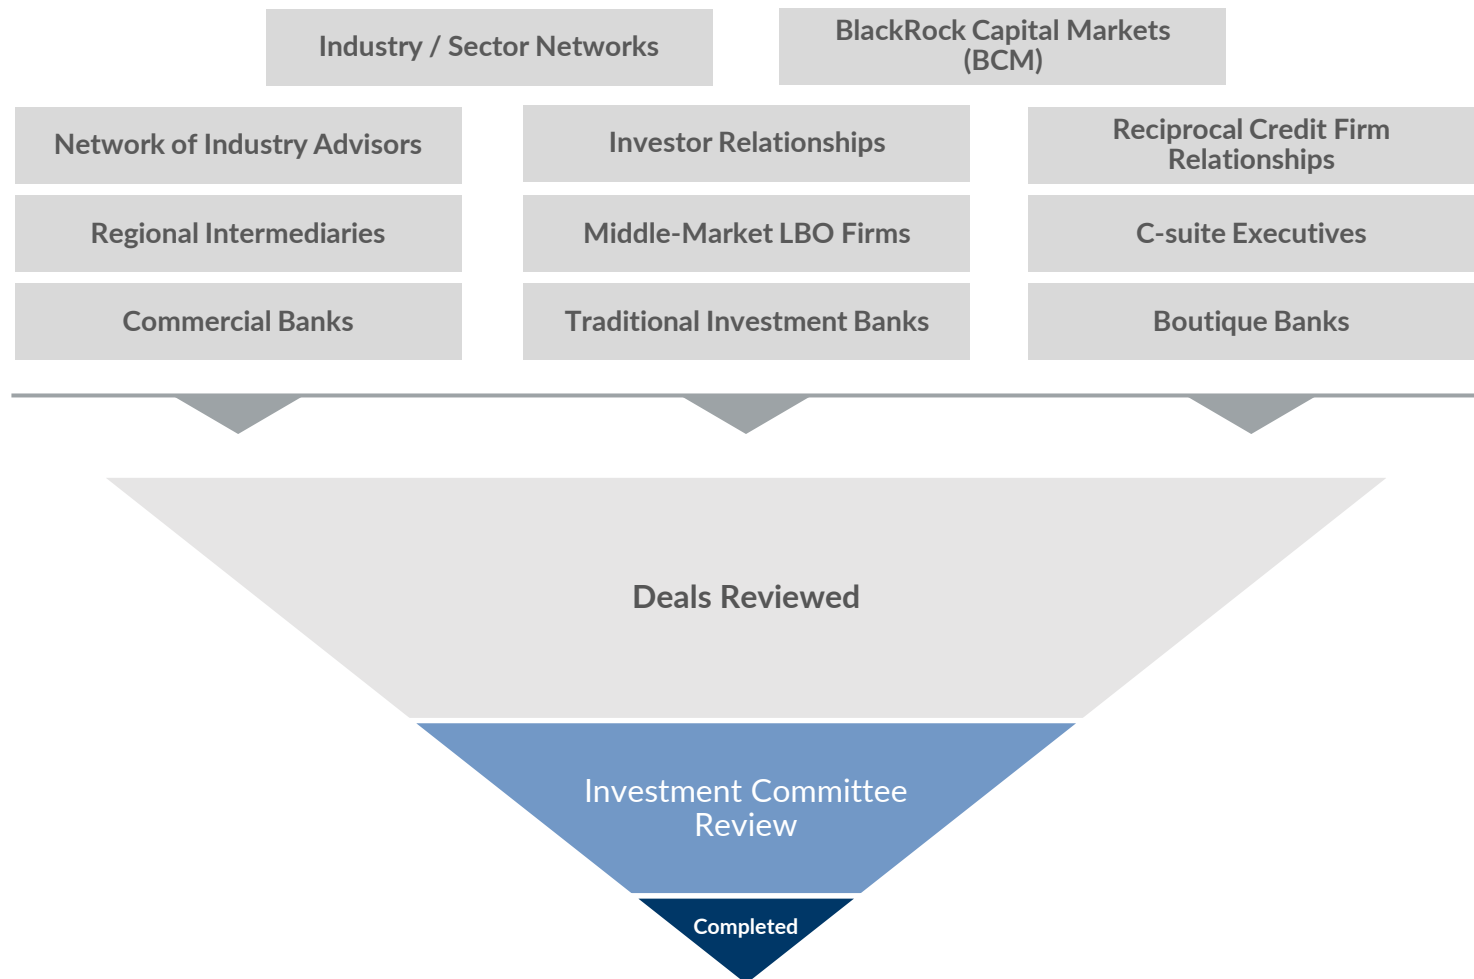 Industry / Sector Networks
BlackRock Capital Markets
(BCM)
Network of Industry Advisors
Investor Relationships
Reciprocal Credit Firm
Relationships
Regional Intermediaries
Middle-Market LBO Firms
C-suite Executives
Commercial Banks
Traditional Investment Banks
Boutique Banks
Deals Reviewed
Investment Committee
Review
Completed